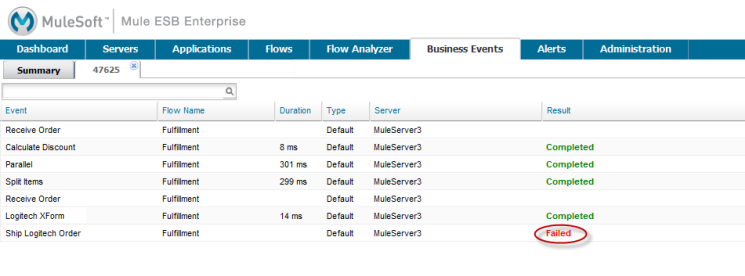 MuleSoft™ Mule ESB Enterprise
Dashboard Servers Applications Flows Flow Analyzer Business Events Alerts Administration
Summary 47625
Event Flow Name Duration Type Server Result
Receive Order Fulfillment Default MuleServer3
Calculate Discount Fulfillment 8 ms Default MuleServer3 Completed
Parallel Fulfillment 301 ms Default MuleServer3 Completed
Split Items Fulfillment 299 ms Default MuleServer3 Completed
Receive Order Fulfillment Default MuleServer3
Logitech XForm Fulfillment 14 ms Default MuleServer3 Completed
Ship Logitech Order Fulfillment Default MuleServer3 Failed